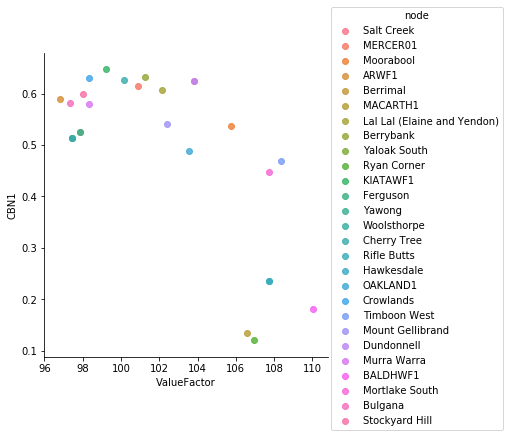 node
Salt Creek
MERCER01
Moorabool
ARWF1
Berrimal
MACARTH1
Lal Lal (Elaine and Yendon)
Berrybank
Yaloak South
Ryan Corner
KIATAWF1
Ferguson
Yawong
Woolsthorpe
Cherry Tree
Rifle Butts
Hawkesdale
OAKLAND1
Crowlands
Timboon West
Mount Gellibrand
Dundonnell
Murra Warra
BALDHWF1
Mortlake South
Bulgana
Stockyard Hill
CBN1
0.6
0.5
0.4
0.3
0.2
0.1
96 98 100 102 104 106 108 110
ValueFactor